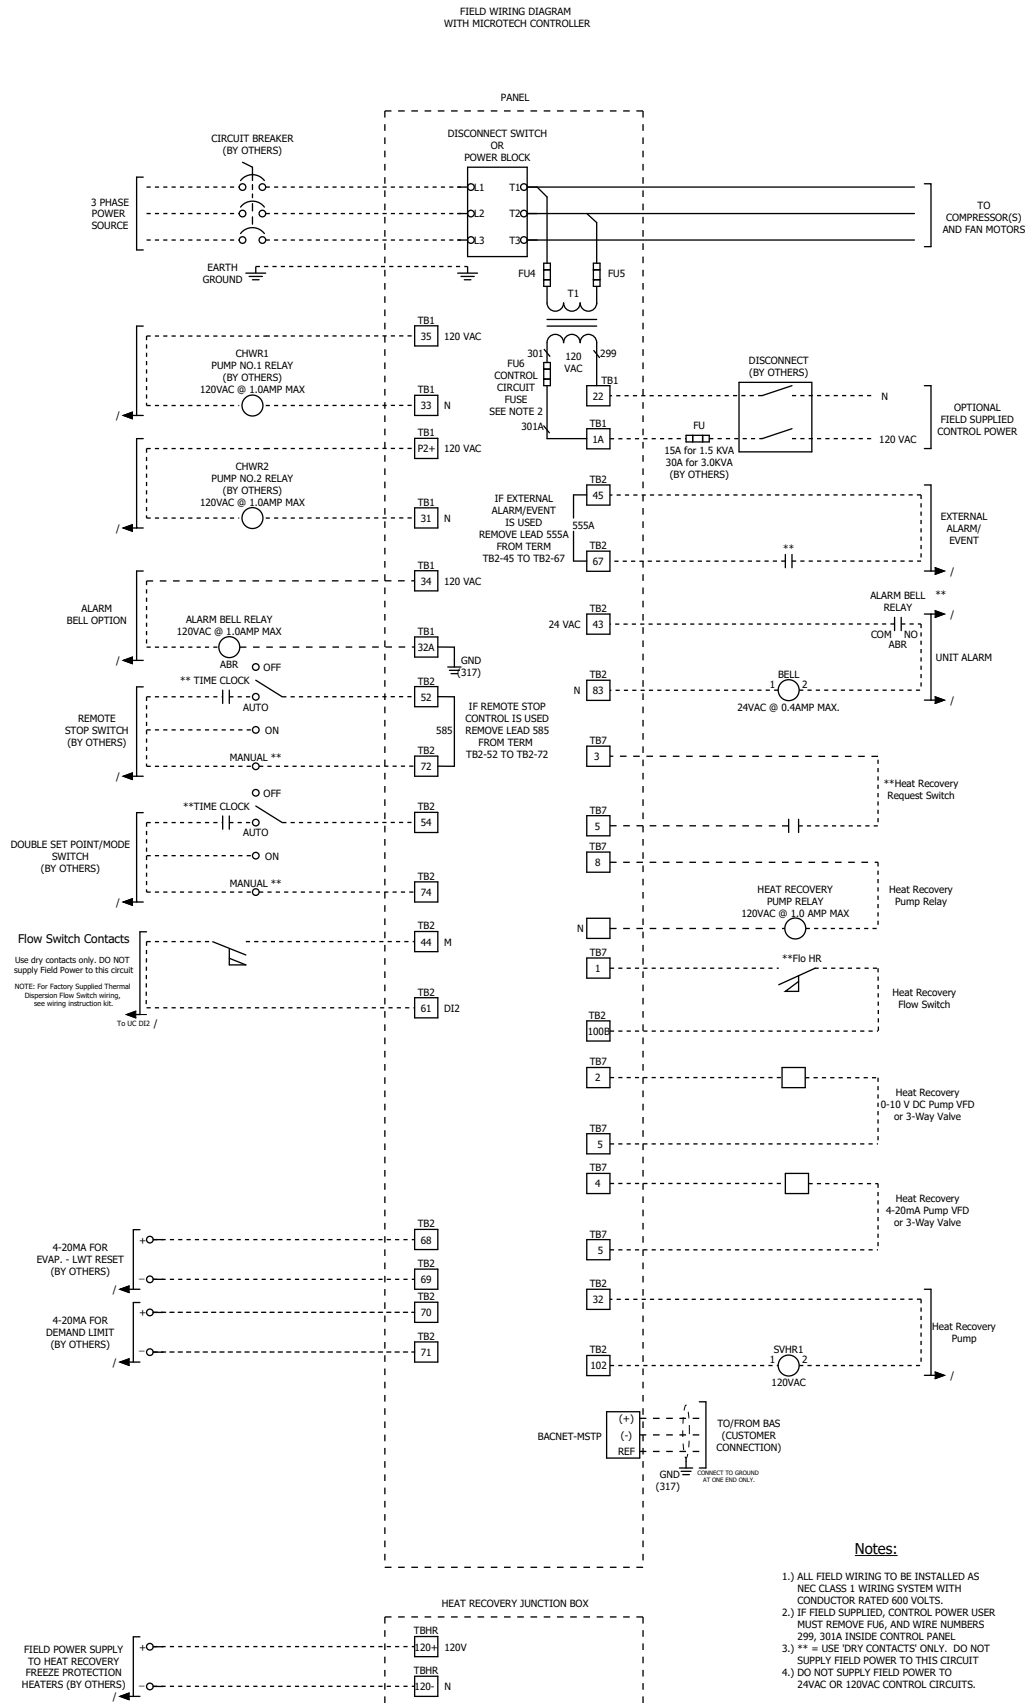 FIELD WIRING DIAGRAM
WITH MICROTECH CONTROLLER
PANEL
CIRCUIT BREAKER
(BY OTHERS)
DISCONNECT SWITCH
OR
POWER BLOCK
3 PHASE
POWER
SOURCE
L1 T1
L2 T2
L3 T3
TO
COMPRESSOR(S)
AND FAN MOTORS
EARTH
GROUND
FU4 FU5
T1
301 120 299
VAC
FU6
CONTROL
CIRCUIT
FUSE
SEE NOTE 2
301A
TB1
35 120 VAC
CHWR1
PUMP NO.1 RELAY
(BY OTHERS)
120VAC @ 1.0AMP MAX
TB1
33 N
/
TB1
P2+ 120 VAC
CHWR2
PUMP NO.2 RELAY
(BY OTHERS)
120VAC @ 1.0AMP MAX
TB1
31 N
/
TB1
34 120 VAC
ALARM
BELL OPTION
ALARM BELL RELAY
120VAC @ 1.0AMP MAX
ABR
TB1
32A
GND
(317)
/
OFF
** TIME CLOCK
AUTO
ON
MANUAL **
REMOTE
STOP SWITCH
(BY OTHERS)
/
TB2
52
585
TB2
72
IF REMOTE STOP
CONTROL IS USED
REMOVE LEAD 585
FROM TERM
TB2-52 TO TB2-72
OFF
**TIME CLOCK
AUTO
ON
MANUAL **
DOUBLE SET POINT/MODE
SWITCH
(BY OTHERS)
/
TB2
54
TB2
74
Flow Switch Contacts
Use dry contacts only. DO NOT
supply Field Power to this circuit
NOTE: For Factory Supplied Thermal
Dispersion Flow Switch wiring,
see wiring instruction kit.
To UC DI2 /
TB2
44 M
TB2
61 DI2
4-20MA FOR
EVAP. - LWT RESET
(BY OTHERS)
+
−
/
TB2
68
TB2
69
4-20MA FOR
DEMAND LIMIT
(BY OTHERS)
+
−
/
TB2
70
TB2
71
DISCONNECT
(BY OTHERS)
TB1
22
N
TB1
1A
FU
120 VAC
15A for 1.5 KVA
30A for 3.0KVA
(BY OTHERS)
OPTIONAL
FIELD SUPPLIED
CONTROL POWER
IF EXTERNAL
ALARM/EVENT
IS USED
REMOVE LEAD 555A
FROM TERM
TB2-45 TO TB2-67
555A
TB2
45
TB2
67
**
EXTERNAL
ALARM/
EVENT
/
ALARM BELL **
RELAY
/
COM NO
ABR
24 VAC
TB2
43
UNIT ALARM
TB2
N 83
BELL
1 2
24VAC @ 0.4AMP MAX.
/
TB7
3
**Heat Recovery
Request Switch
TB7
5
TB7
8
HEAT RECOVERY
PUMP RELAY
120VAC @ 1.0 AMP MAX
Heat Recovery
Pump Relay
N
TB7
1
**Flo HR
Heat Recovery
Flow Switch
TB2
100B
TB7
2
Heat Recovery
0-10 V DC Pump VFD
or 3-Way Valve
TB7
5
TB7
4
Heat Recovery
4-20mA Pump VFD
or 3-Way Valve
TB7
5
TB2
32
Heat Recovery
Pump
TB2
102
SVHR1
1 2
120VAC
/
BACNET-MSTP
(+)
(-)
REF
TO/FROM BAS
(CUSTOMER
CONNECTION)
GND
(317)
CONNECT TO GROUND
AT ONE END ONLY.
HEAT RECOVERY JUNCTION BOX
FIELD POWER SUPPLY
TO HEAT RECOVERY
FREEZE PROTECTION
HEATERS (BY OTHERS)
+
−
/
TBHR
120+ 120V
TBHR
120- N
Notes:
1.) ALL FIELD WIRING TO BE INSTALLED AS
NEC CLASS 1 WIRING SYSTEM WITH
CONDUCTOR RATED 600 VOLTS.
2.) IF FIELD SUPPLIED, CONTROL POWER USER
MUST REMOVE FU6, AND WIRE NUMBERS
299, 301A INSIDE CONTROL PANEL
3.) ** = USE 'DRY CONTACTS' ONLY. DO NOT
SUPPLY FIELD POWER TO THIS CIRCUIT
4.) DO NOT SUPPLY FIELD POWER TO
24VAC OR 120VAC CONTROL CIRCUITS.